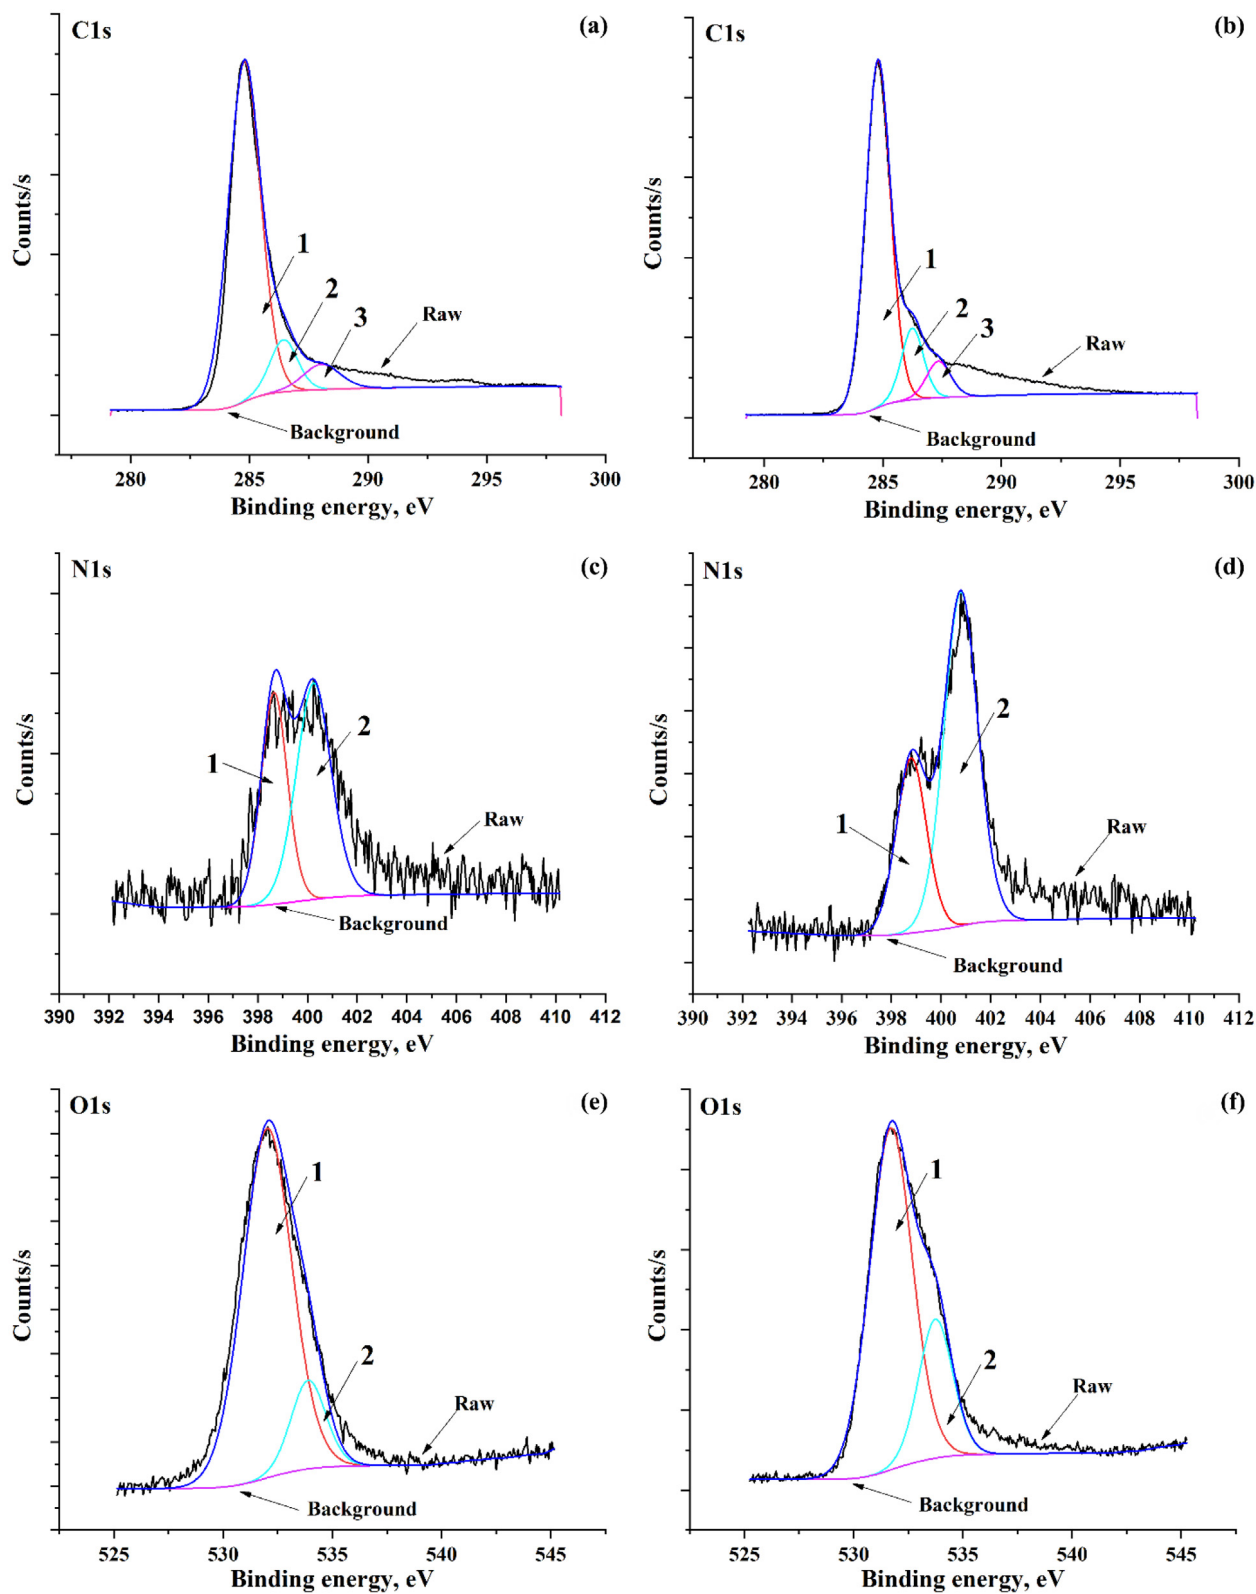 C1s
(a)
Counts/s
1
2
3
Raw
Background
280 285 290 295 300
Binding energy, eV
C1s
(b)
Counts/s
1
2
3
Raw
Background
280 285 290 295 300
Binding energy, eV
N1s
(c)
Counts/s
1
2
Raw
Background
390 392 394 396 398 400 402 404 406 408 410 412
Binding energy, eV
N1s
(d)
Counts/s
1
2
Raw
Background
390 392 394 396 398 400 402 404 406 408 410 412
Binding energy, eV
O1s
(e)
Counts/s
1
2
Raw
Background
525 530 535 540 545
Binding energy, eV
O1s
(f)
Counts/s
1
2
Raw
Background
525 530 535 540 545
Binding energy, eV